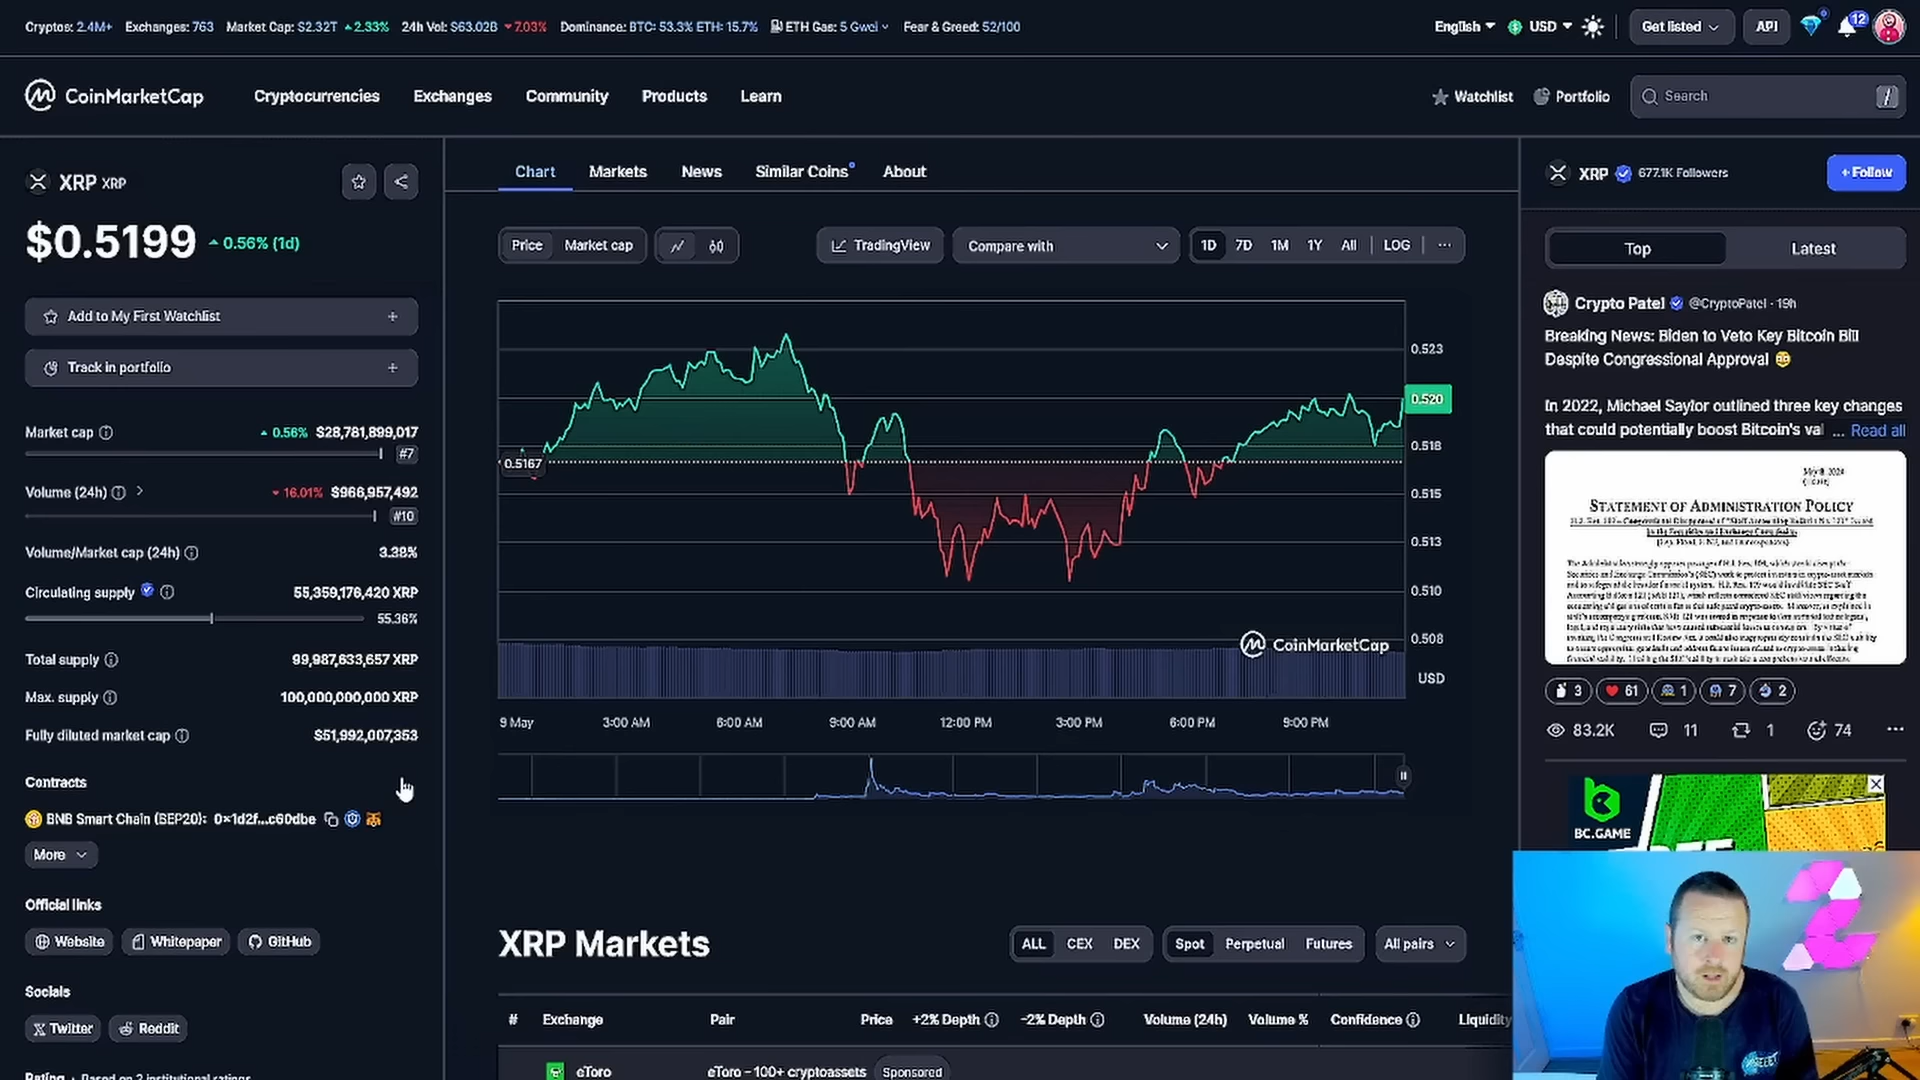 Cryptos: 2.4M+ Exchanges: 763 Market Cap: $2.32T 2.33% 24h Vol: $63.02B 7.03% Dominance: BTC: 53.3% ETH: 15.7% ETH Gas: 5 Gwei Fear & Greed: 52/100
English USD Get listed API 12
CoinMarketCap Cryptocurrencies Exchanges Community Products Learn
Watchlist Portfolio Search /
XRP XRP
$0.5199 0.56% (1d)
Add to My First Watchlist +
Track in portfolio +
Market cap 0.56% $28,781,899,017
#7
Volume (24h) 16.01% $966,957,492
#10
Volume/Market cap (24h) 3.38%
Circulating supply 55,359,176,420 XRP
55.36%
Total supply 99,987,633,657 XRP
Max. supply 100,000,000,000 XRP
Fully diluted market cap $51,992,007,353
Contracts
BNB Smart Chain (BEP20): 0x1d2f...c60dbe
More
Official links
Website Whitepaper GitHub
Socials
Twitter Reddit
Rating · Based on 2 institutional ratings
Chart Markets News Similar Coins About
Price Market cap TradingView Compare with 1D 7D 1M 1Y All LOG ...
0.523
0.520
0.518
0.5167
0.515
0.513
0.510
0.508
CoinMarketCap
USD
9 May 3:00 AM 6:00 AM 9:00 AM 12:00 PM 3:00 PM 6:00 PM 9:00 PM
XRP Markets
ALL CEX DEX Spot Perpetual Futures All pairs
# Exchange Pair Price +2% Depth -2% Depth Volume (24h) Volume % Confidence Liquidity
eToro eToro - 100+ cryptoassets Sponsored
XRP 677.1K Followers + Follow
Top Latest
Crypto Patel @CryptoPatel · 19h
Breaking News: Biden to Veto Key Bitcoin Bill
Despite Congressional Approval
In 2022, Michael Saylor outlined three key changes
that could potentially boost Bitcoin's val ... Read all
STATEMENT OF ADMINISTRATION POLICY
3 61 1 7 2
83.2K 11 1 74 ...
BC.GAME